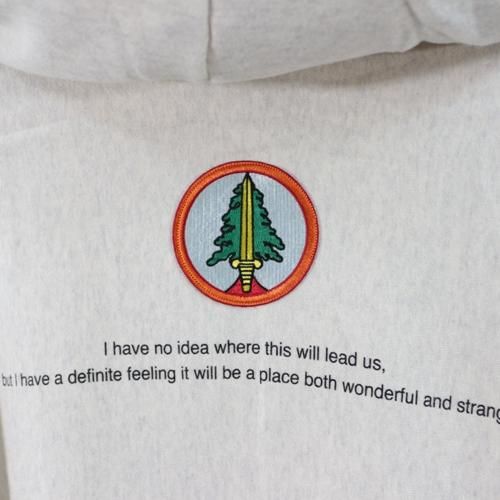 I have no idea where this will lead us,
but I have a definite feeling it will be a place both wonderful and strang